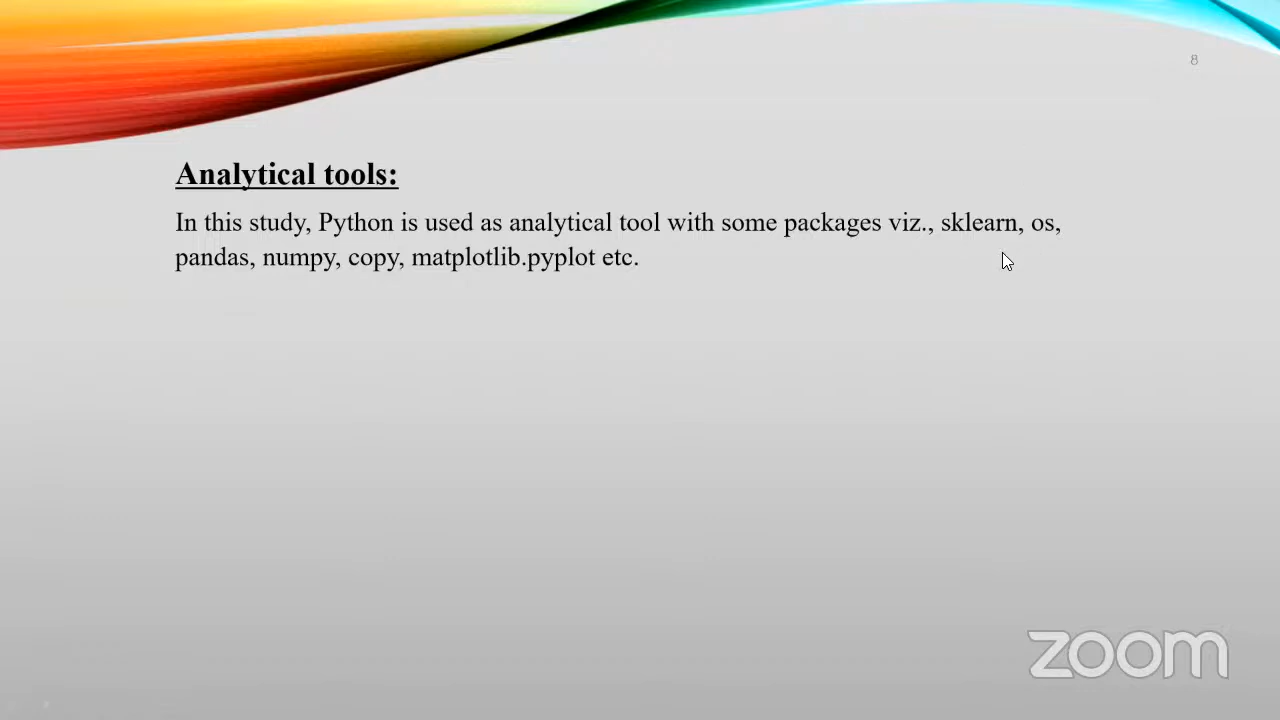 8
Analytical tools:
In this study, Python is used as analytical tool with some packages viz., sklearn, os,
pandas, numpy, copy, matplotlib.pyplot etc.
zoom